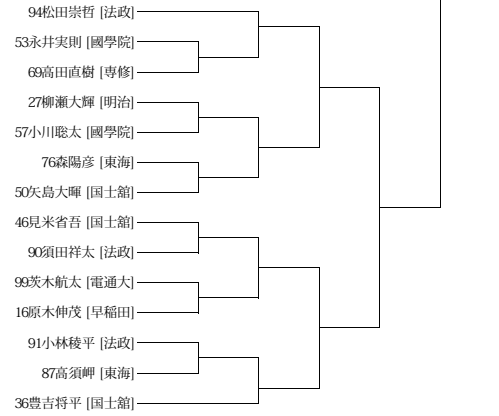 94松田崇哲 [法政]
53永井実則 [國學院]
69高田直樹 [専修]
27柳瀬大輝 [明治]
57小川聡太 [國學院]
76森陽彦 [東海]
50矢島大暉 [国士舘]
46見米省吾 [国士舘]
90須田祥太 [法政]
99茨木航太 [電通大]
16原木伸茂 [早稲田]
91小林稜平 [法政]
87高須岬 [東海]
36豊吉将平 [国士舘]